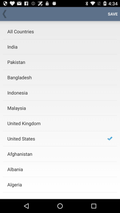 4:34
SAVE
All Countries
India
Pakistan
Bangladesh
Indonesia
Malaysia
United Kingdom
United States
Afghanistan
Albania
Algeria